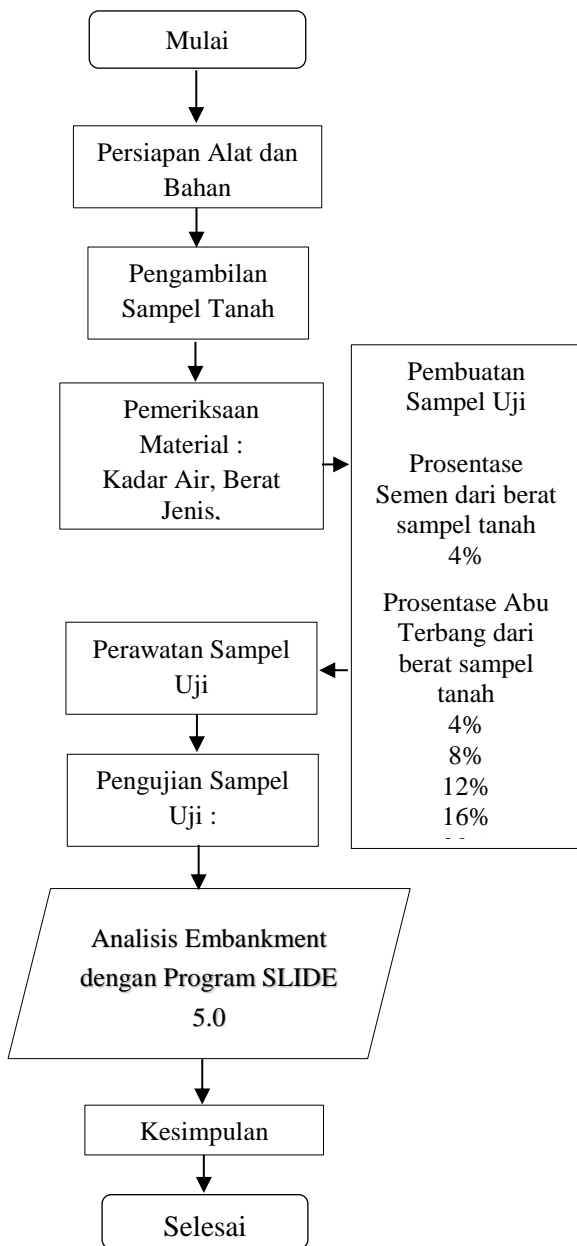 Mulai
Persiapan Alat dan
Bahan
Pengambilan
Sampel Tanah
Pemeriksaan
Material :
Kadar Air, Berat
Jenis,
Pembuatan
Sampel Uji
Prosentase
Semen dari berat
sampel tanah
4%
Prosentase Abu
Terbang dari
berat sampel
tanah
4%
8%
12%
16%
Perawatan Sampel
Uji
Pengujian Sampel
Uji :
Analisis Embankment
dengan Program SLIDE
5.0
Kesimpulan
Selesai